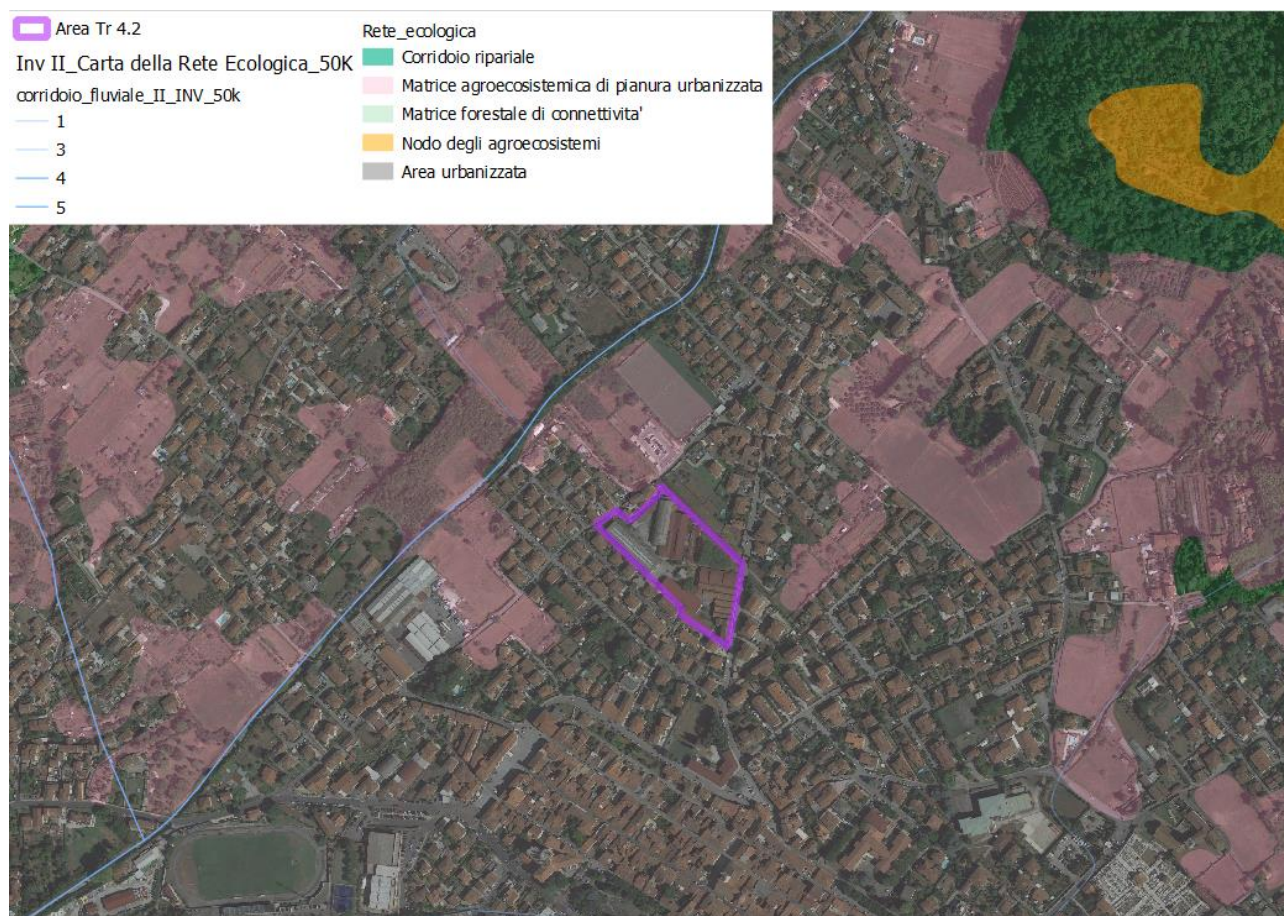 Area Tr 4.2
Inv II_Carta della Rete Ecologica_50K
corridoio_fluviale_II_INV_50k
1
3
4
5
Rete_ecologica
Corridoio ripariale
Matrice agroecosistemica di pianura urbanizzata
Matrice forestale di connettivita'
Nodo degli agroecosistemi
Area urbanizzata